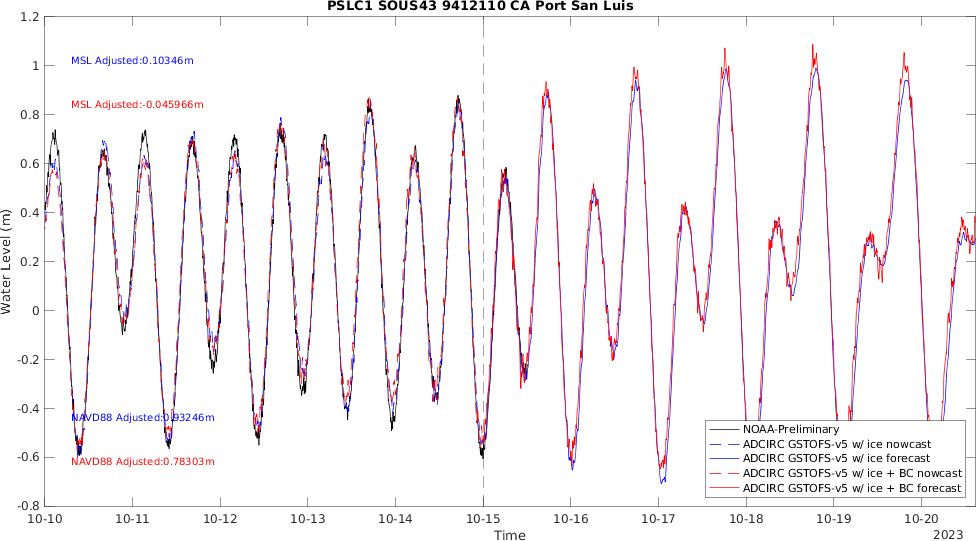 PSLC1 SOUS43 9412110 CA Port San Luis
1.2
1
0.8
0.6
0.4
0.2
0
-0.2
-0.4
-0.6
-0.8
Water Level (m)
MSL Adjusted:0.10346m
MSL Adjusted:-0.045966m
NAVD88 Adjusted:0.93246m
NAVD88 Adjusted:0.78303m
NOAA-Preliminary
ADCIRC GSTOFS-v5 w/ ice nowcast
ADCIRC GSTOFS-v5 w/ ice forecast
ADCIRC GSTOFS-v5 w/ ice + BC nowcast
ADCIRC GSTOFS-v5 w/ ice + BC forecast
10-10 10-11 10-12 10-13 10-14 10-15 10-16 10-17 10-18 10-19 10-20
Time
2023